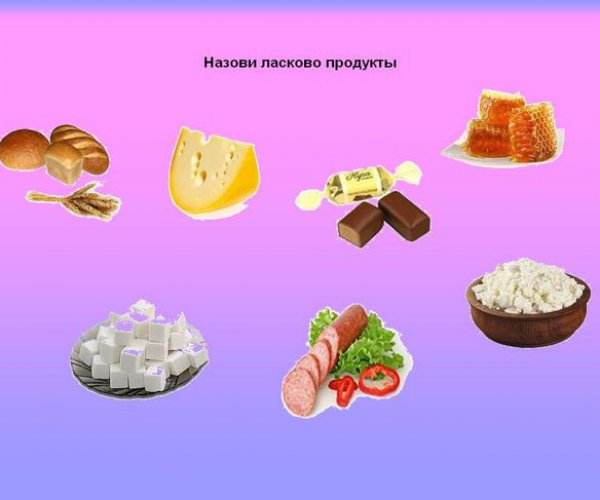 Назови ласково продукты